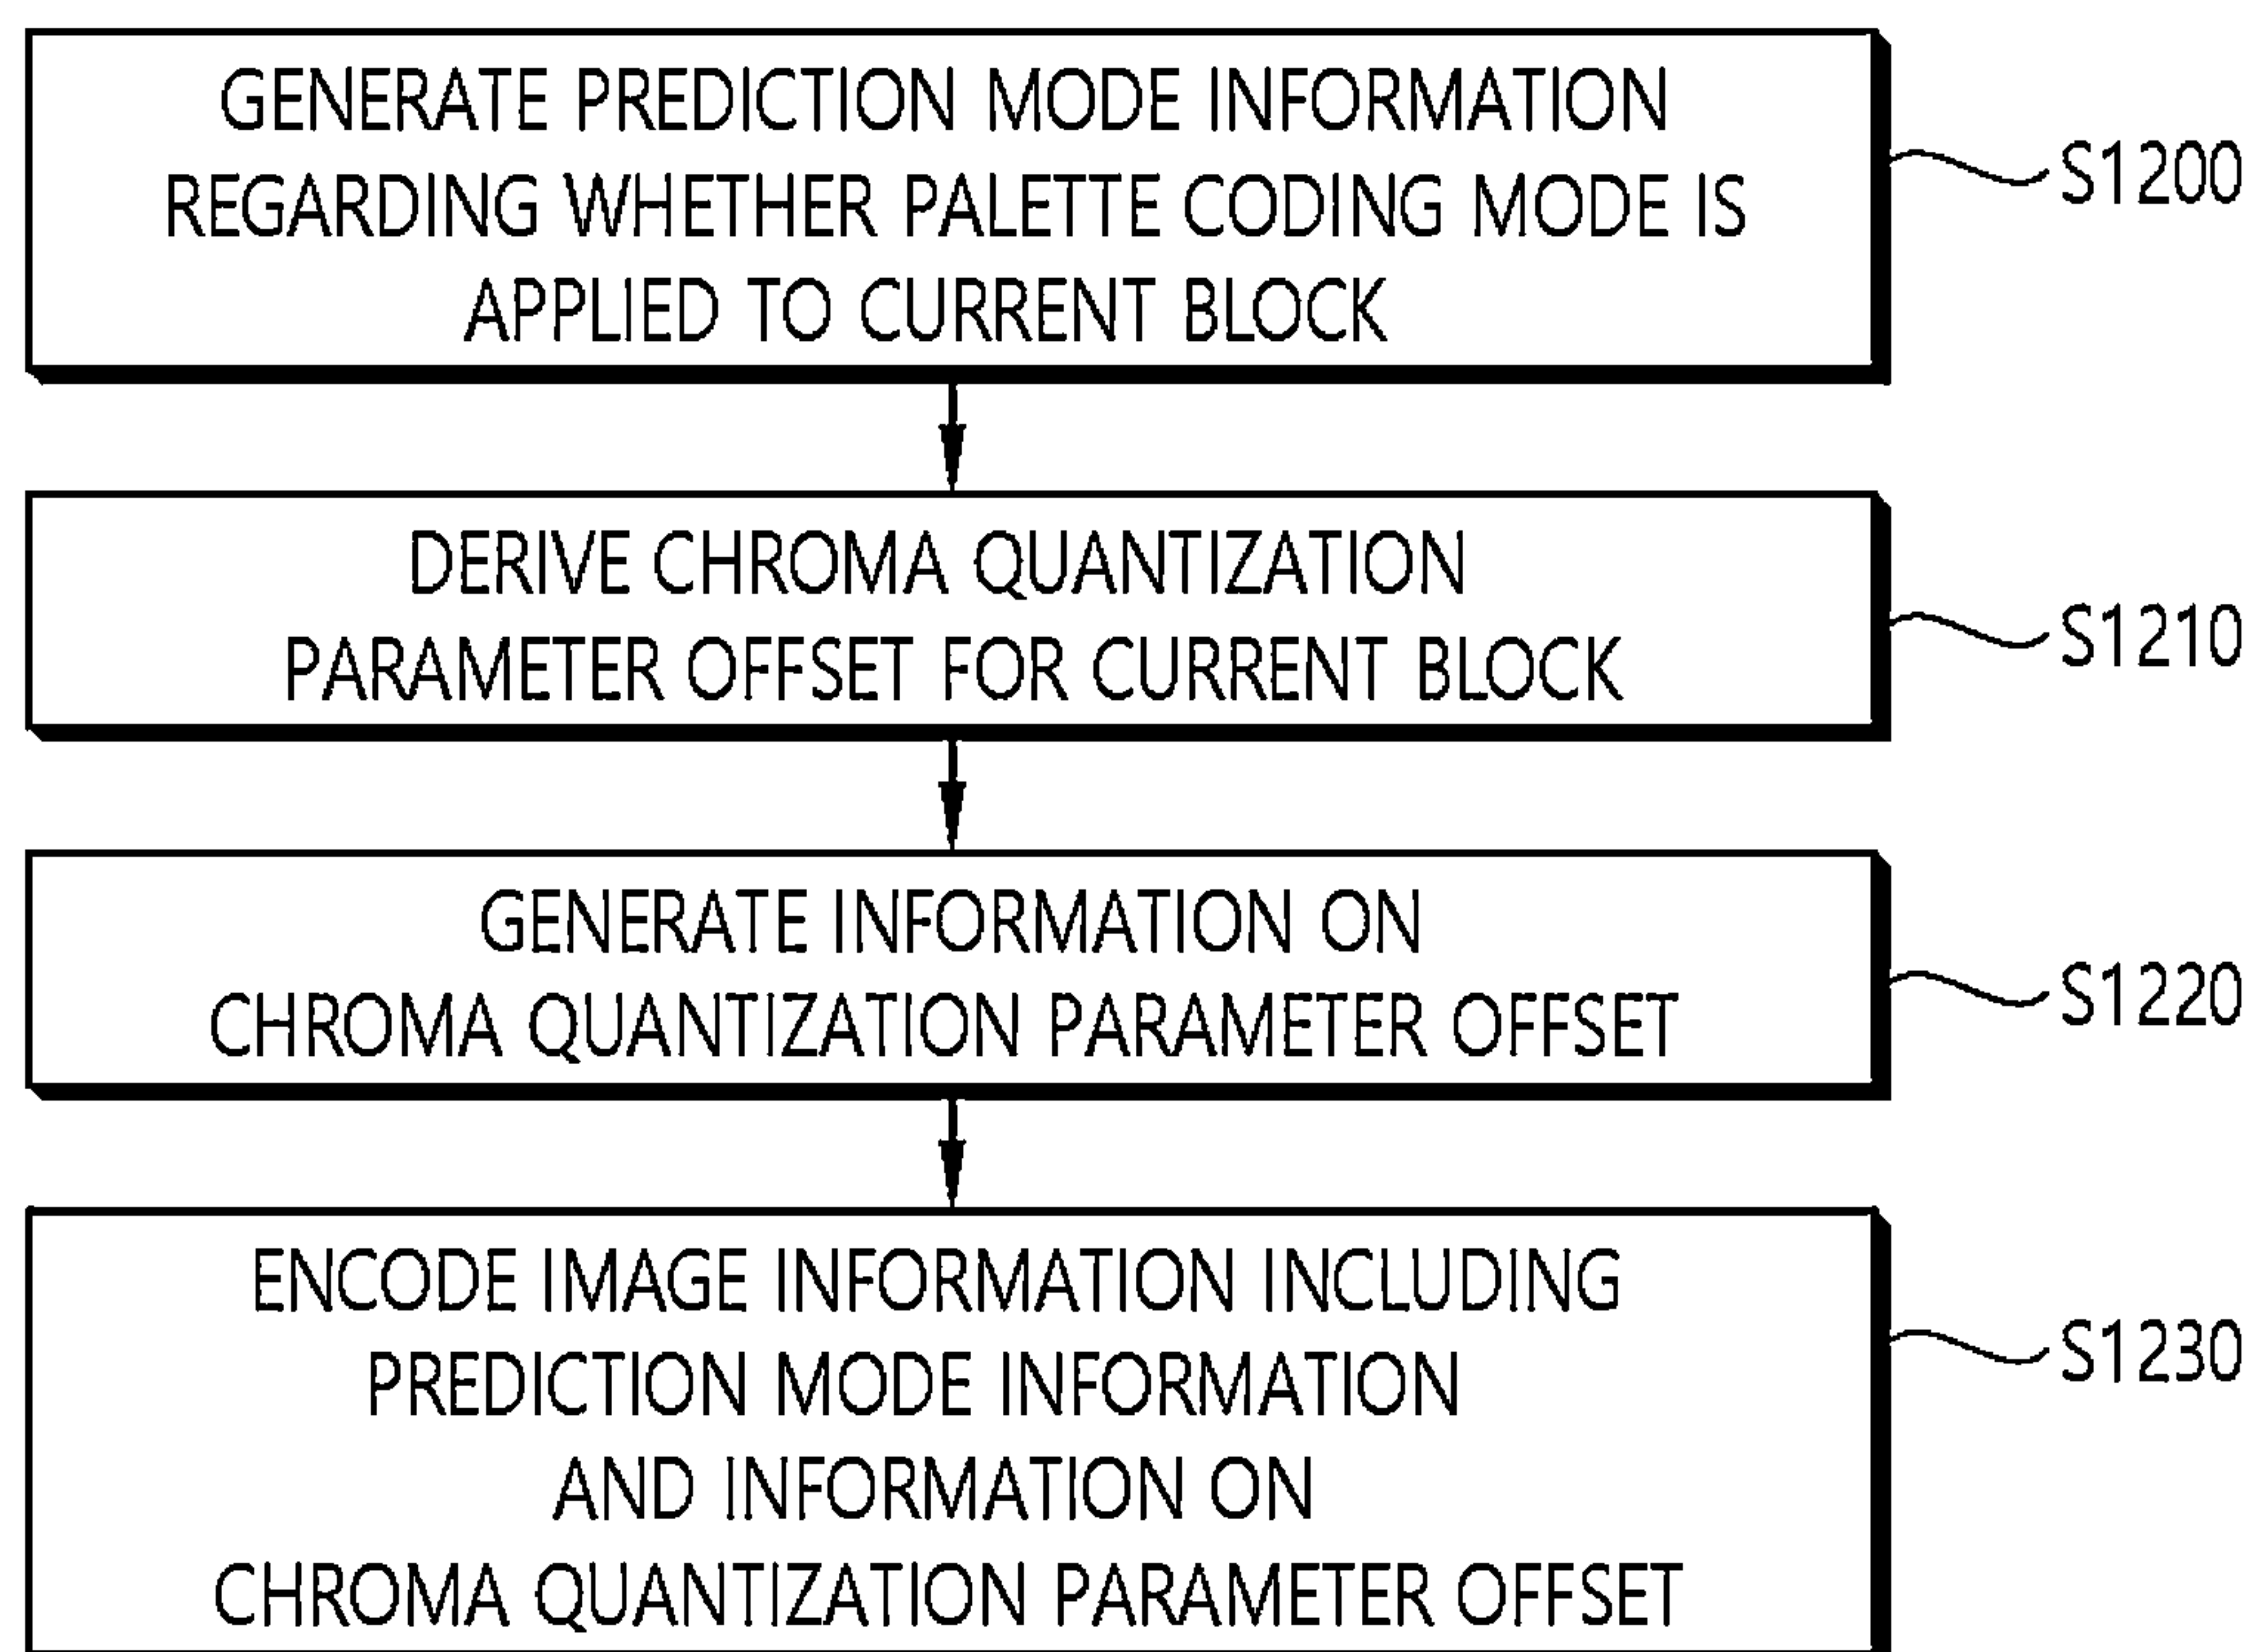 GENERATE PREDICTION MODE INFORMATION
REGARDING WHETHER PALETTE CODING MODE IS
APPLIED TO CURRENT BLOCK
S1200
DERIVE CHROMA QUANTIZATION
PARAMETER OFFSET FOR CURRENT BLOCK
S1210
GENERATE INFORMATION ON
CHROMA QUANTIZATION PARAMETER OFFSET
S1220
ENCODE IMAGE INFORMATION INCLUDING
PREDICTION MODE INFORMATION
AND INFORMATION ON
CHROMA QUANTIZATION PARAMETER OFFSET
S1230